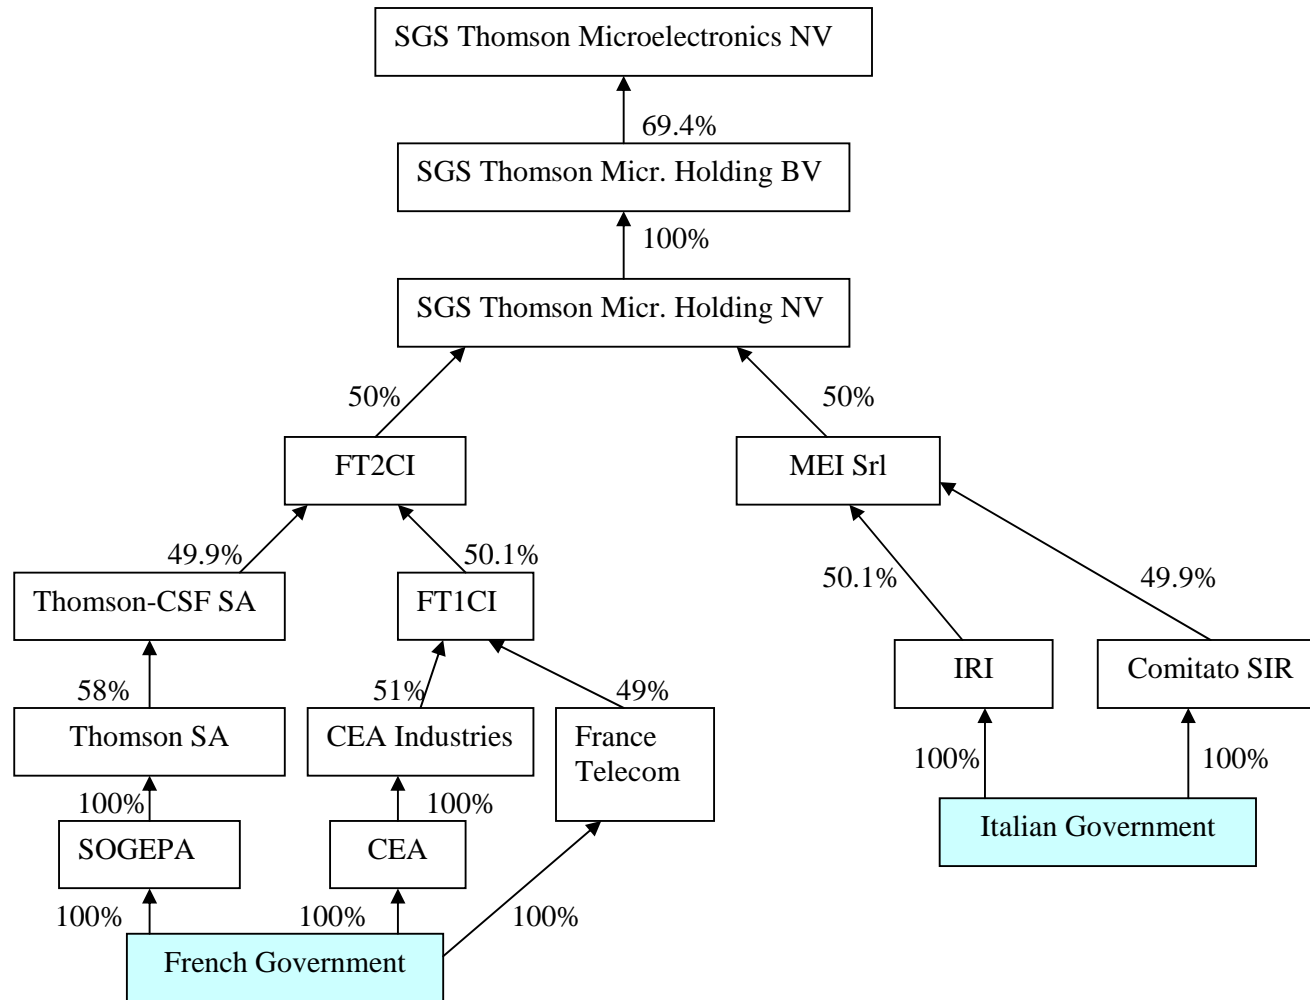 SGS Thomson Microelectronics NV
69.4%
SGS Thomson Micr. Holding BV
100%
SGS Thomson Micr. Holding NV
50%
50%
FT2CI
MEI Srl
49.9%
50.1%
50.1%
49.9%
Thomson-CSF SA
FT1CI
IRI
Comitato SIR
58%
51%
49%
Thomson SA
CEA Industries
France
Telecom
100%
100%
100%
100%
SOGEPA
CEA
Italian Government
100%
100%
100%
French Government